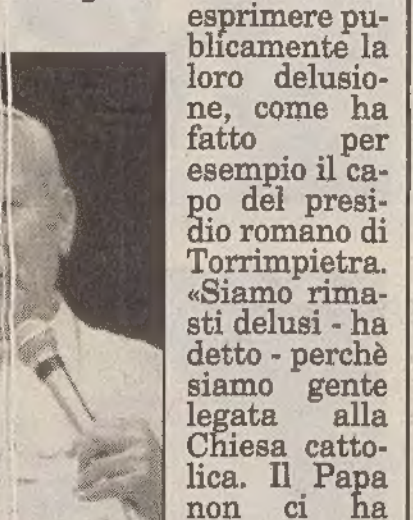 esprimere pu-
blicamente la
loro delusio-
ne, come ha
fatto per
esempio il ca-
po del presi-
dio romano di
Torrimpietra.
«Siamo rima-
sti delusi - ha
detto - perchè
siamo gente
legata alla
Chiesa catto-
lica. Il Papa
non ci ha